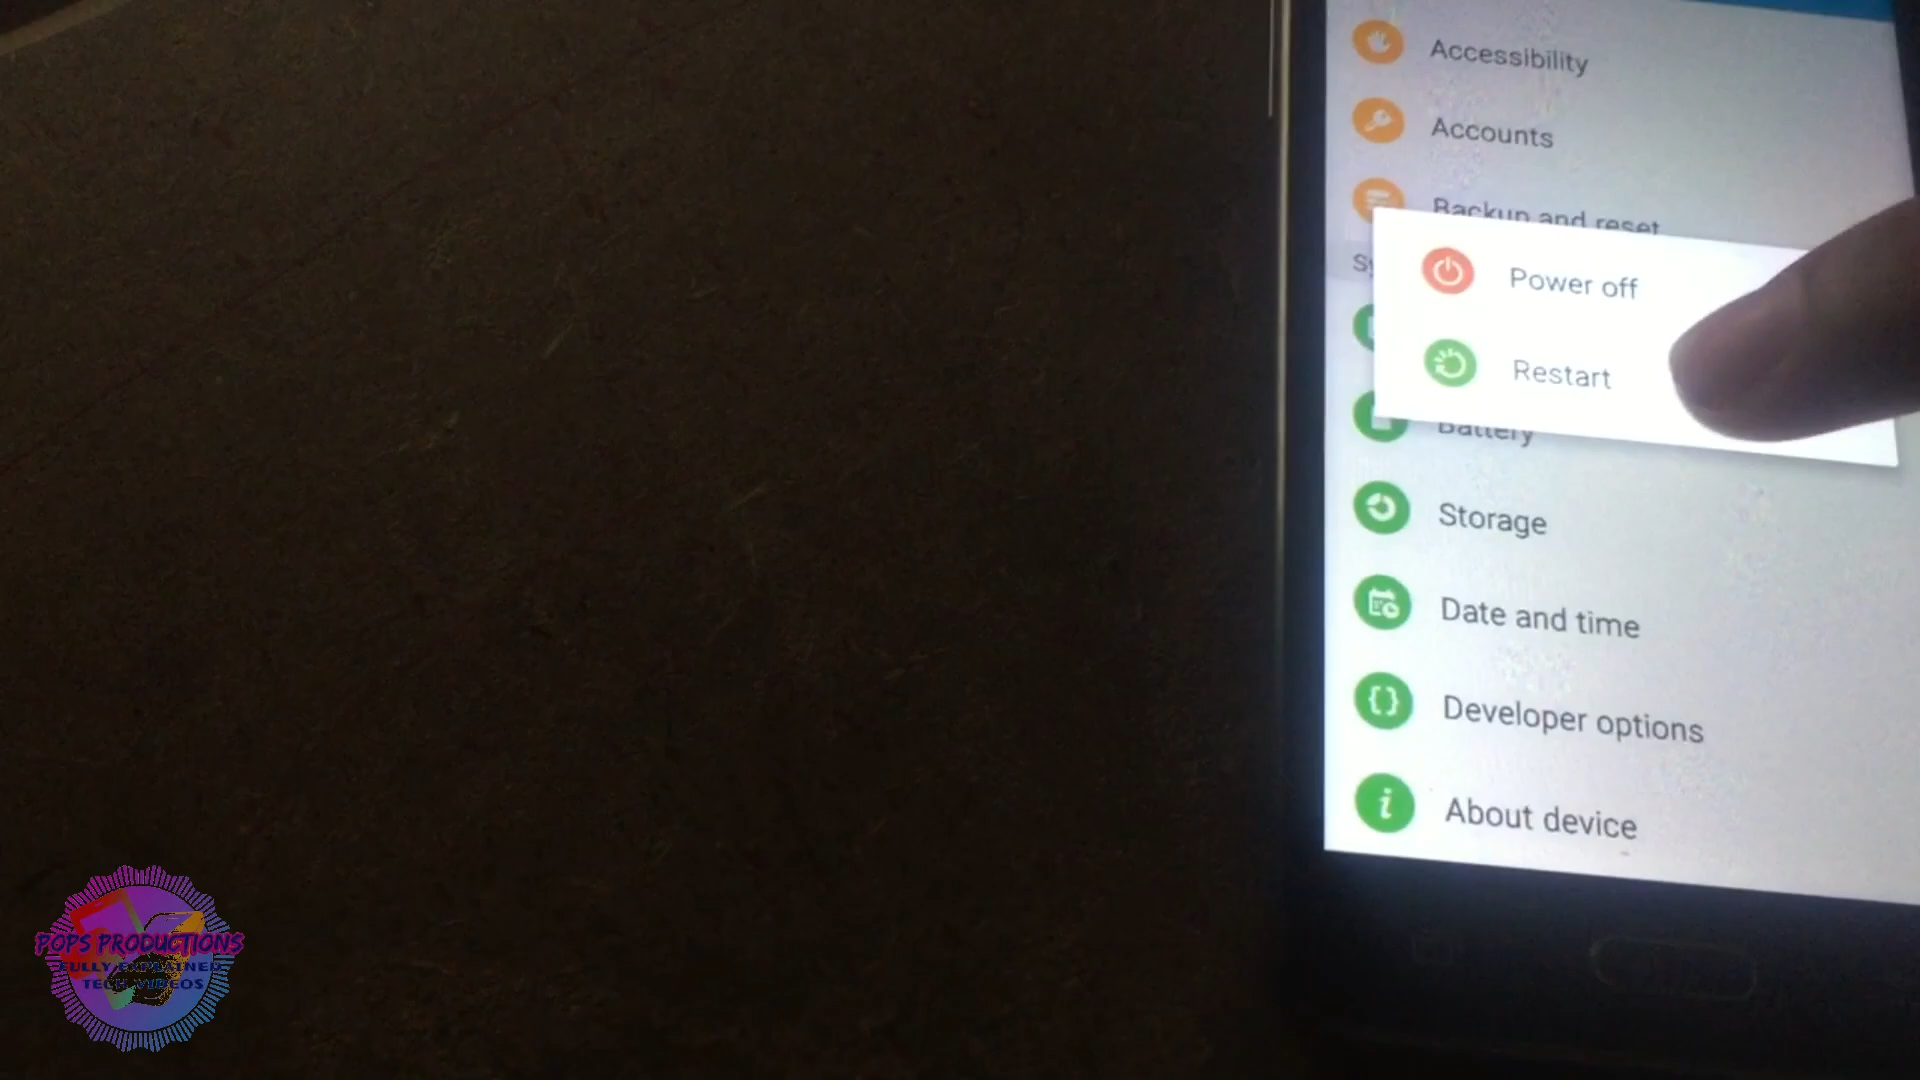 Accessibility
Accounts
Backup and reset
Power off
Restart
Battery
Storage
Date and time
Developer options
About device
POPS PRODUCTIONS
FULLY EXPLAINED
TECH VIDEOS